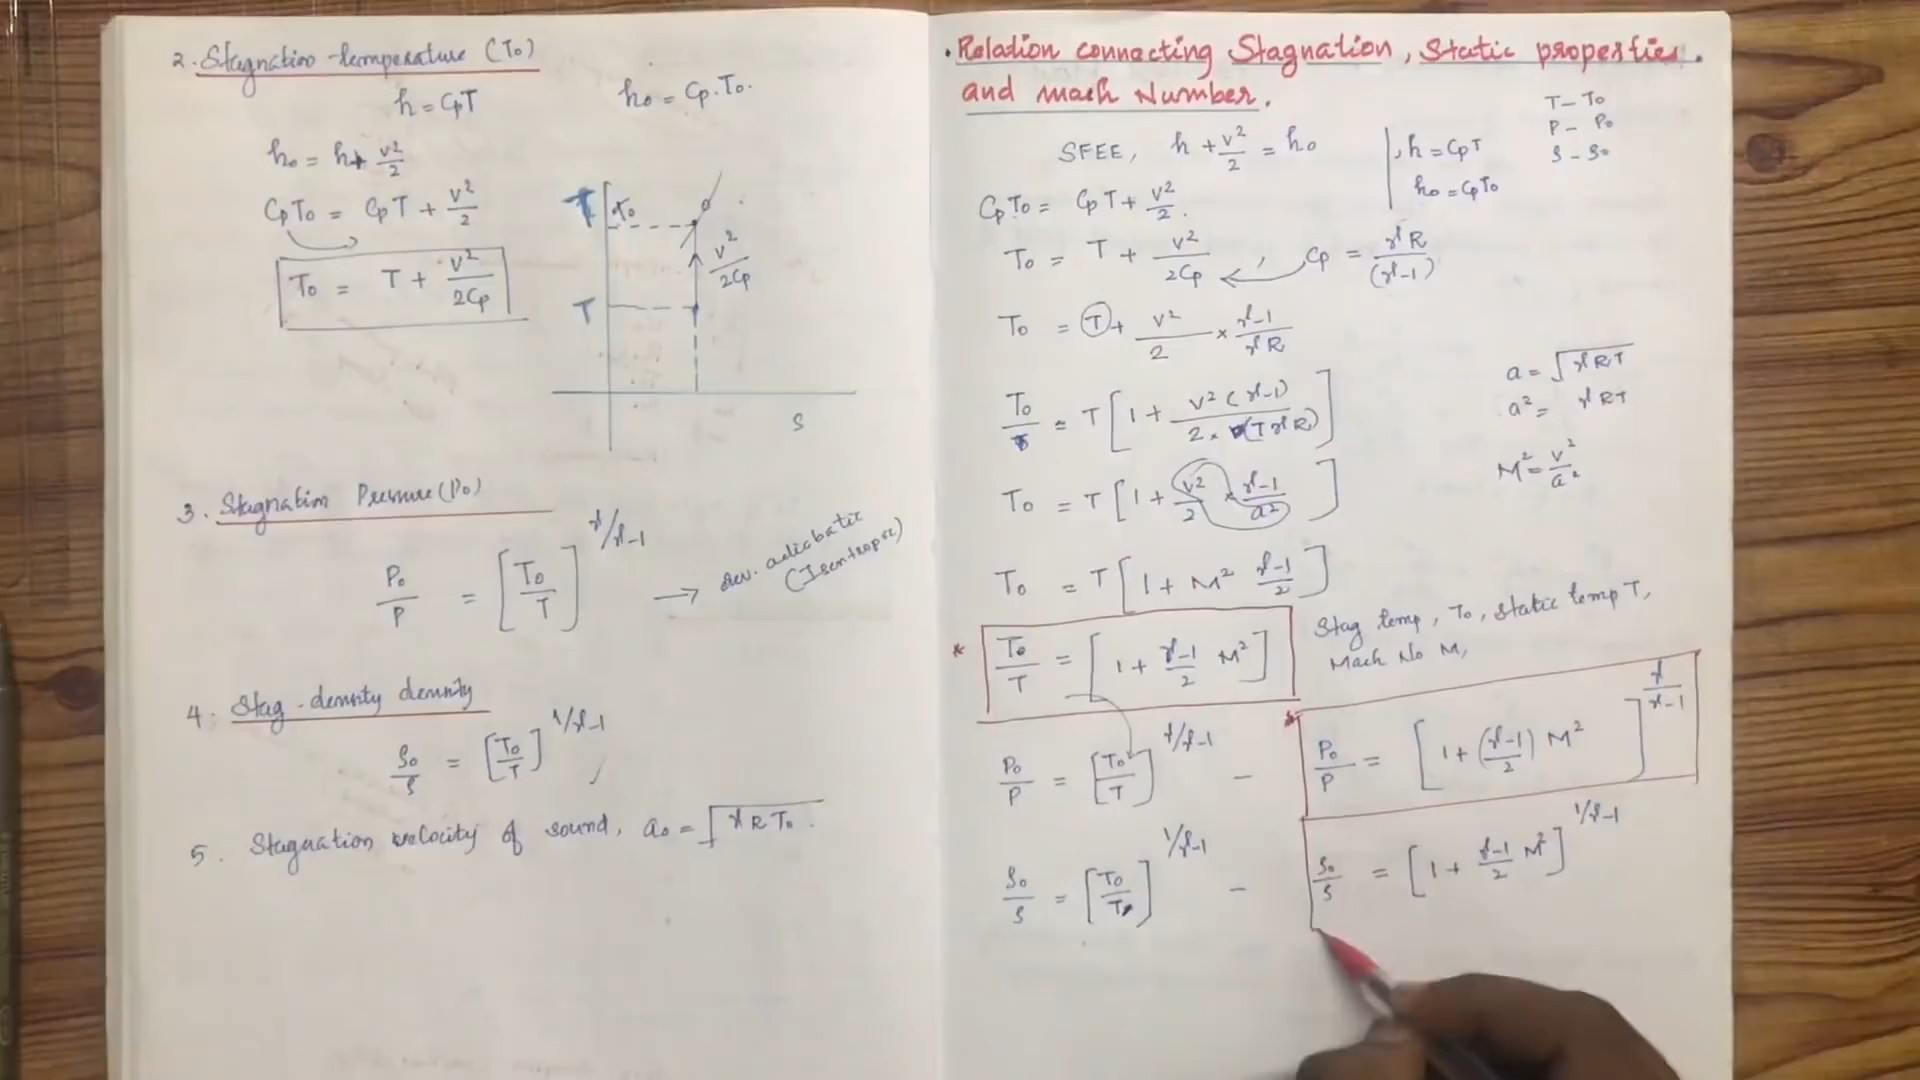 2. Stagnation temperature (T₀)
h = CpT
h₀ = Cp.T₀.
h₀ = h + V²/2
CpT₀ = CpT + V²/2
T₀ = T + V²/2Cp
T
T₀
0
V²/2Cp
T
S
3. Stagnation Pressure (P₀)
P₀/P = [T₀/T]^γ/γ-1 → rev. adiabatic
(Isentropic)
4. Stag. density density
ρ₀/ρ = [T₀/T]^1/γ-1
5. Stagnation velocity of sound, a₀ = √γRT₀.
. Relation connecting Stagnation, Static properties.
and mach Number.
T - T₀
P - P₀
ρ - ρ₀
SFEE, h + V²/2 = h₀
h = CpT
h₀ = CpT₀
CpT₀ = CpT + V²/2.
T₀ = T + V²/2Cp , Cp = γR/(γ-1)
T₀ = T + V²/2 × γ-1/γR
a = √γRT
a² = γRT
T₀/T = T[1 + V²(γ-1)/2×(TγR)]
M² = V²/a²
T₀ = T[1 + V²/2 × γ-1/a²]
T₀ = T[1 + M² γ-1/2]
* T₀/T = [1 + γ-1/2 M²]
Stag temp, T₀, static temp T,
Mach No M,
P₀/P = [T₀/T]^γ/γ-1 - * P₀/P = [1 + (γ-1)/2 M²]^γ/γ-1
ρ₀/ρ = [T₀/T]^1/γ-1 - ρ₀/ρ = [1 + γ-1/2 M²]^1/γ-1